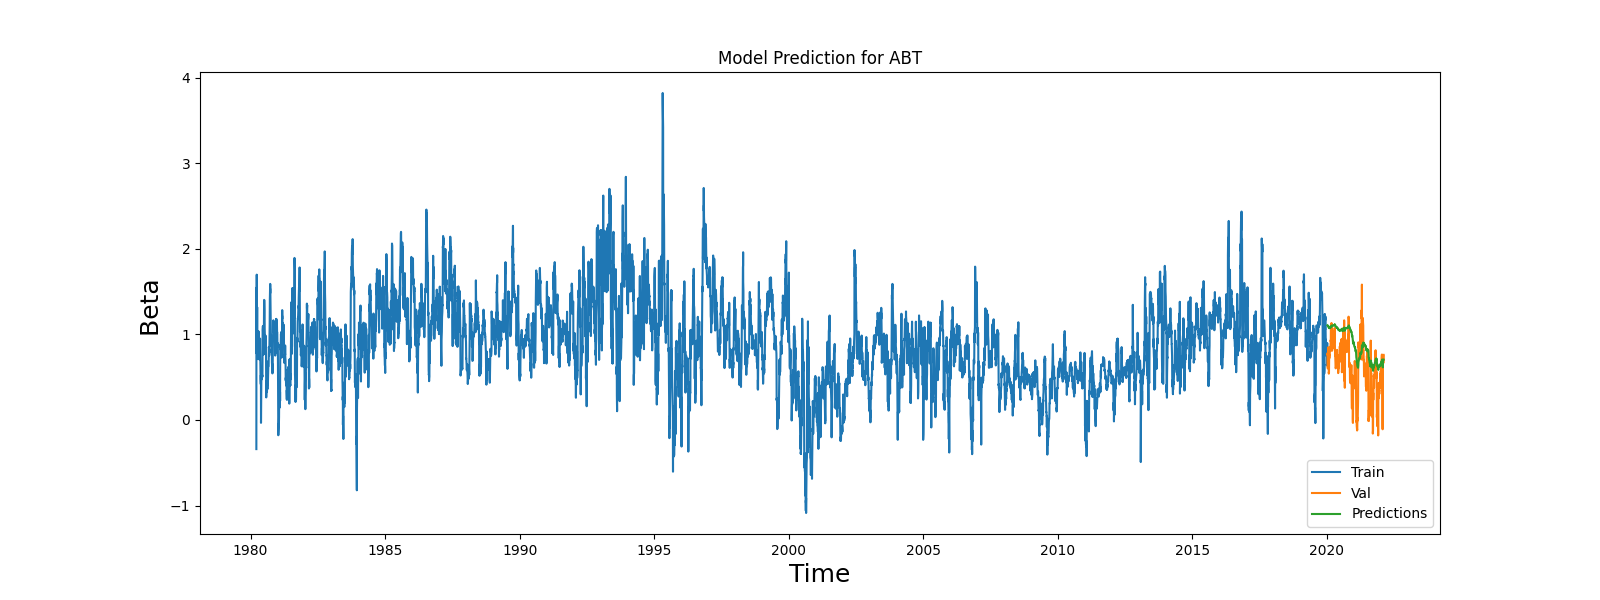 Model Prediction for ABT
4
3
2
1
0
−1
Beta
1980 1985 1990 1995 2000 2005 2010 2015 2020
Time
Train
Val
Predictions